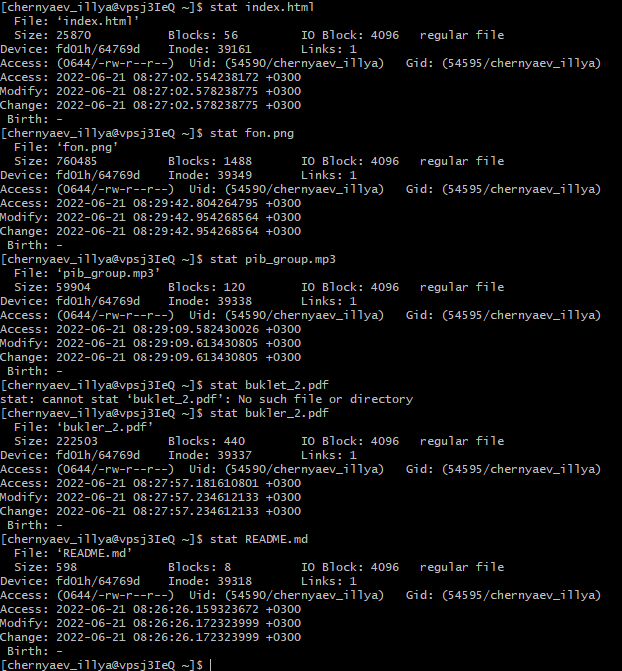 [chernyaev_illya@vpsj3IeQ ~]$ stat index.html
  File: ‘index.html’
  Size: 25870           Blocks: 56         IO Block: 4096   regular file
Device: fd01h/64769d    Inode: 39161       Links: 1
Access: (0644/-rw-r--r--)  Uid: (54590/chernyaev_illya)   Gid: (54595/chernyaev_illya)
Access: 2022-06-21 08:27:02.554238172 +0300
Modify: 2022-06-21 08:27:02.578238775 +0300
Change: 2022-06-21 08:27:02.578238775 +0300
 Birth: -
[chernyaev_illya@vpsj3IeQ ~]$ stat fon.png
  File: ‘fon.png’
  Size: 760485          Blocks: 1488       IO Block: 4096   regular file
Device: fd01h/64769d    Inode: 39349       Links: 1
Access: (0644/-rw-r--r--)  Uid: (54590/chernyaev_illya)   Gid: (54595/chernyaev_illya)
Access: 2022-06-21 08:29:42.804264795 +0300
Modify: 2022-06-21 08:29:42.954268564 +0300
Change: 2022-06-21 08:29:42.954268564 +0300
 Birth: -
[chernyaev_illya@vpsj3IeQ ~]$ stat pib_group.mp3
  File: ‘pib_group.mp3’
  Size: 59904           Blocks: 120        IO Block: 4096   regular file
Device: fd01h/64769d    Inode: 39338       Links: 1
Access: (0644/-rw-r--r--)  Uid: (54590/chernyaev_illya)   Gid: (54595/chernyaev_illya)
Access: 2022-06-21 08:29:09.582430026 +0300
Modify: 2022-06-21 08:29:09.613430805 +0300
Change: 2022-06-21 08:29:09.613430805 +0300
 Birth: -
[chernyaev_illya@vpsj3IeQ ~]$ stat buklet_2.pdf
stat: cannot stat ‘buklet_2.pdf’: No such file or directory
[chernyaev_illya@vpsj3IeQ ~]$ stat bukler_2.pdf
  File: ‘bukler_2.pdf’
  Size: 222503          Blocks: 440        IO Block: 4096   regular file
Device: fd01h/64769d    Inode: 39337       Links: 1
Access: (0644/-rw-r--r--)  Uid: (54590/chernyaev_illya)   Gid: (54595/chernyaev_illya)
Access: 2022-06-21 08:27:57.181610801 +0300
Modify: 2022-06-21 08:27:57.234612133 +0300
Change: 2022-06-21 08:27:57.234612133 +0300
 Birth: -
[chernyaev_illya@vpsj3IeQ ~]$ stat README.md
  File: ‘README.md’
  Size: 598             Blocks: 8          IO Block: 4096   regular file
Device: fd01h/64769d    Inode: 39318       Links: 1
Access: (0644/-rw-r--r--)  Uid: (54590/chernyaev_illya)   Gid: (54595/chernyaev_illya)
Access: 2022-06-21 08:26:26.159323672 +0300
Modify: 2022-06-21 08:26:26.172323999 +0300
Change: 2022-06-21 08:26:26.172323999 +0300
 Birth: -
[chernyaev_illya@vpsj3IeQ ~]$